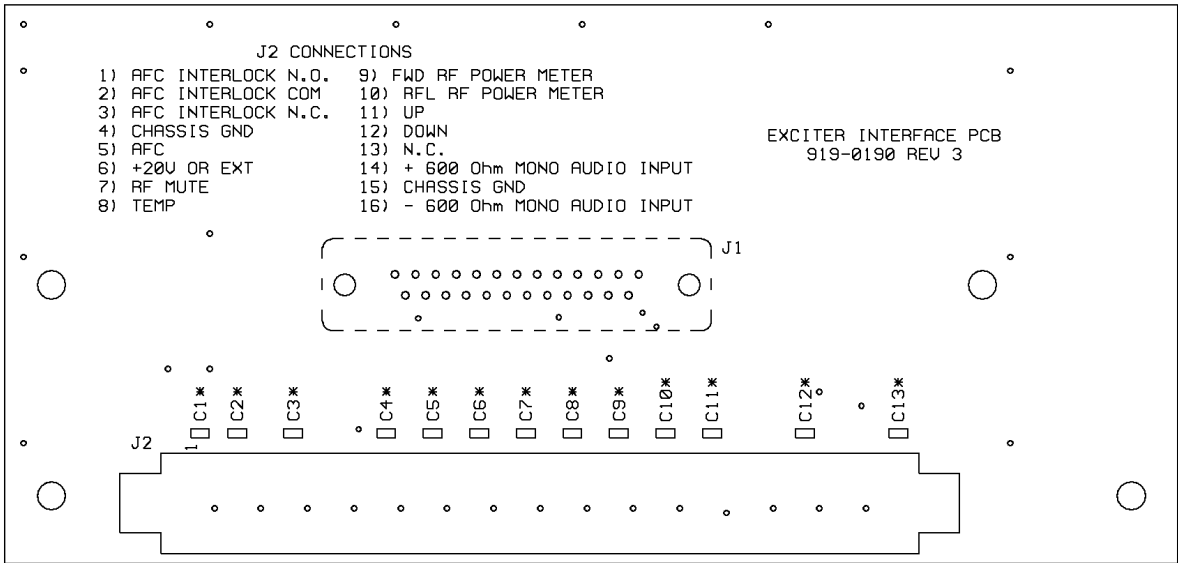 J2 CONNECTIONS
1) AFC INTERLOCK N.O.
2) AFC INTERLOCK COM
3) AFC INTERLOCK N.C.
4) CHASSIS GND
5) AFC
6) +20V OR EXT
7) RF MUTE
8) TEMP
9) FWD RF POWER METER
10) RFL RF POWER METER
11) UP
12) DOWN
13) N.C.
14) + 600 Ohm MONO AUDIO INPUT
15) CHASSIS GND
16) - 600 Ohm MONO AUDIO INPUT
EXCITER INTERFACE PCB
919-0190 REV 3
J1
C1*
C2*
C3*
C4*
C5*
C6*
C7*
C8*
C9*
C10*
C11*
C12*
C13*
J2
1